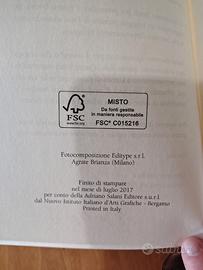 FSC
www.fsc.org
MISTO
Da fonti gestite
in maniera responsabile
FSC® C015216
Fotocomposizione Editype s.r.l.
Agrate Brianza (Milano)
Finito di stampare
nel mese di luglio 2017
per conto della Adriano Salani Editore s.u.r.l.
dal Nuovo Istituto Italiano d'Arti Grafiche - Bergamo
Printed in Italy
subito